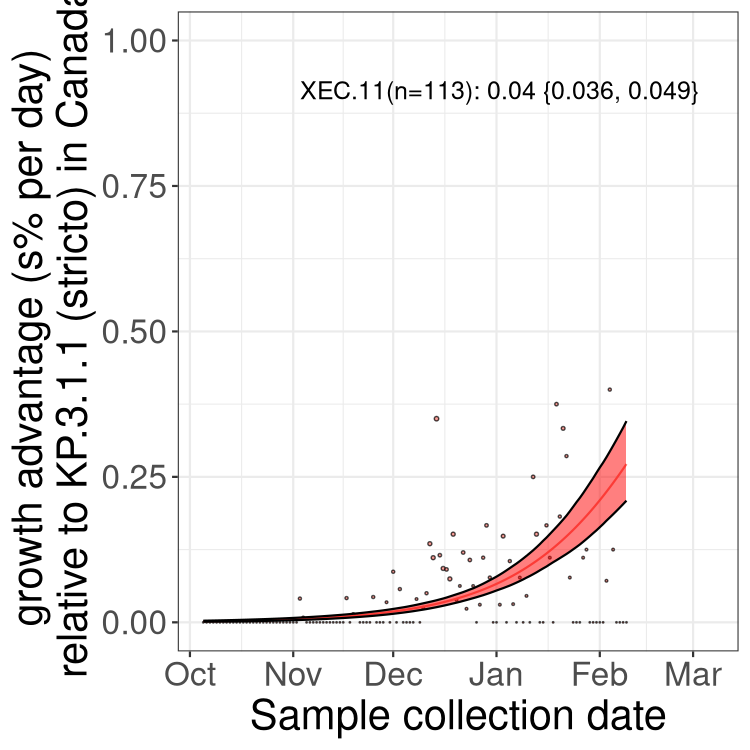 growth advantage (s% per day)
relative to KP.3.1.1 (stricto) in Canada
1.00
0.75
0.50
0.25
0.00
XEC.11(n=113): 0.04 {0.036, 0.049}
Oct Nov Dec Jan Feb Mar
Sample collection date